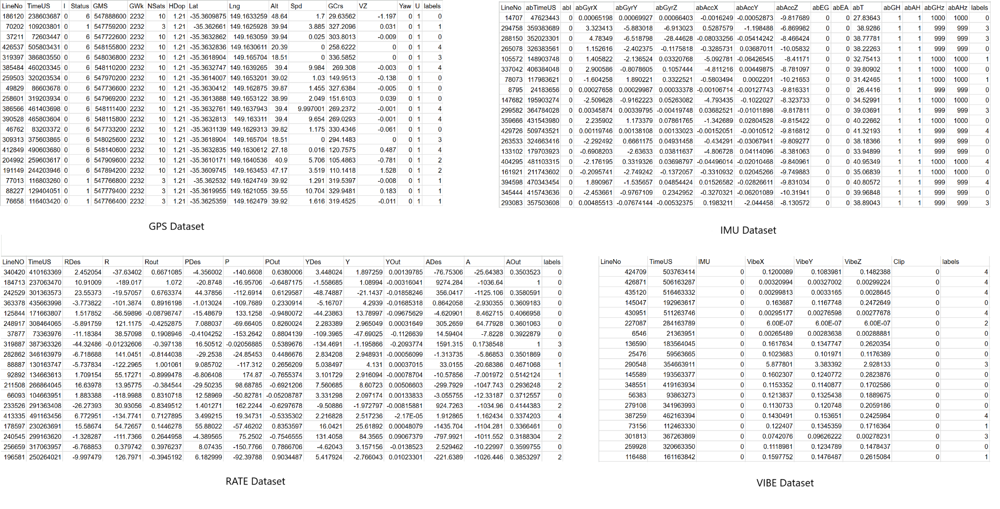 LineNo TimeUS I Status GMS GWk NSats HDop Lat Lng Alt Spd GCrs VZ Yaw U labels
186120 238603687 0 6 547888600 2232 10 1.21 -35.3609875 149.1633259 48.64 1.7 29.63562 -1.197 0 1 0
70202 109203801 0 1 547759200 2232 3 1.21 -35.362661 149.1625928 39.94 3.885 327.2096 0.031 0 1 1
37211 72603447 0 6 547722600 2232 10 1.21 -35.3632862 149.163059 39.94 0.025 303.8013 -0.009 0 1 0
426537 505803431 0 6 548155800 2232 10 1.21 -35.3632836 149.1630611 20.39 0 258.6222 0 0 1 4
319397 386803550 0 6 548036800 2232 10 1.21 -35.3618904 149.165704 18.51 0 336.5852 0 0 1 3
385484 460203345 0 6 548110200 2232 10 1.21 -35.3632747 149.1639265 39.4 9.984 269.308 -0.003 0 1 4
259503 320203534 0 6 547970200 2232 10 1.21 -35.3614007 149.1653201 39.02 1.03 149.9513 -0.138 0 1 0
49829 86603678 0 6 547736600 2232 10 1.21 -35.3630412 149.162875 39.87 1.455 327.6384 -0.005 0 1 0
258601 319203934 0 6 547969200 2232 10 1.21 -35.3613888 149.1653122 38.99 2.049 151.6103 0.039 0 1 0
386566 461403698 0 6 548111400 2232 10 1.21 -35.3632761 149.1637943 39.4 9.997001 269.2372 -0.001 0 1 4
390528 465803604 0 6 548115800 2232 10 1.21 -35.3632813 149.163311 39.4 9.654 269.0293 -0.001 0 1 4
46762 83203372 0 6 547733200 2232 10 1.21 -35.3631139 149.1629313 39.82 1.175 330.4346 -0.061 0 1 0
309313 375603865 0 6 548025600 2232 10 1.21 -35.3618904 149.165704 18.51 0 294.1483 0 0 1 3
412849 490603680 0 6 548140600 2232 10 1.21 -35.3632835 149.1630612 27.18 0.016 120.7575 0.487 0 1 4
204992 259603617 0 6 547909600 2232 10 1.21 -35.3610171 149.1640536 40.9 5.706 105.4863 -0.781 0 1 2
191149 244203946 0 6 547894200 2232 10 1.21 -35.3609745 149.163453 47.17 3.519 110.1418 1.528 0 1 2
77013 116803260 0 1 547766800 2232 3 1.21 -35.362532 149.1624749 39.92 1.291 319.5397 -0.008 0 1 1
88227 129404051 0 1 547779400 2232 3 1.21 -35.3619955 149.1621055 39.55 10.704 329.9481 0.183 0 1 1
76658 116403420 0 1 547766400 2232 3 1.21 -35.3625359 149.162479 39.92 1.616 319.4525 -0.011 0 1 1
GPS Dataset
LineNo abTimeUS abI abGyrX abGyrY abGyrZ abAccX abAccY abAccZ abEG abEA abT abGH abAH abGHz abAHz labels
14707 47623443 0 0.00065198 0.00069927 0.00066403 -0.0016249 -0.00052873 -9.817689 0 0 27.83643 1 1 1000 1000 0
294758 359383689 0 3.323413 -5.883018 -6.913023 0.5287579 -1.198488 -6.869982 0 0 38.9286 1 1 999 999 3
288150 352023301 0 4.78349 -6.518798 -28.44628 -0.08033256 -0.05414242 -8.466424 0 0 38.77781 1 1 999 999 3
265078 326383561 0 1.152616 -2.402375 -0.1175818 -0.3285731 0.03687011 -10.05832 0 0 38.22263 1 1 999 999 0
105572 148903748 0 1.405822 -2.136524 0.03320768 -5.092781 -0.06426545 -8.41171 0 0 32.75413 1 1 1000 1000 1
337042 406384048 0 2.900586 -0.8078605 0.1057444 -4.811216 0.00449875 -8.781097 0 0 39.80902 1 1 999 999 0
78073 117983621 0 -1.604258 1.890221 0.3322521 -0.5803494 0.0002201 -10.21653 0 0 31.42465 1 1 1000 1000 1
8795 24183656 0 0.00027658 0.00029987 0.00033378 -0.00106714 -0.00127743 -9.816331 0 0 26.4416 1 1 999 999 0
147682 195903274 0 -2.509628 -0.9162223 0.05263082 -4.793435 -0.1022027 -8.323733 0 0 34.52991 1 1 1000 1000 0
299582 364784028 0 0.00345874 0.00339795 -0.00419748 0.03682521 -0.01011898 -9.817811 0 0 39.03691 1 1 999 999 3
359666 431543980 0 2.235902 1.173379 0.07861765 -1.342689 0.02804528 -9.815422 0 0 40.22662 1 1 1000 1000 0
429726 509743521 0 0.00119746 0.00138108 0.00133023 -0.00152051 -0.0010512 -9.816812 0 0 41.32193 1 1 999 999 4
263533 324663416 0 -2.292492 0.6661175 0.04931458 -0.434291 -0.03067941 -9.809277 0 0 38.18366 1 1 999 999 0
133102 179703923 0 -0.6908203 -2.63633 0.03811637 -4.806728 0.04114096 -8.381063 0 0 33.94899 1 1 999 999 0
404295 481103315 0 -2.176195 0.3319326 0.03698797 -0.04496014 -0.02010468 -9.840961 0 0 40.95349 1 1 1000 1000 4
161921 211743602 0 -0.2095741 -2.749242 -0.1372057 -0.3310932 0.02045266 -9.749883 0 0 35.06839 1 1 1000 1000 0
394598 470343454 0 1.890967 -1.535657 0.04854424 0.01526582 -0.02826611 -9.831034 0 0 40.80572 1 1 999 999 4
345444 415743636 0 -2.453661 -0.9767109 0.2342952 -0.3270321 -0.06201089 -10.31941 0 0 39.96848 1 1 999 999 0
293083 357503608 0 0.00485513 -0.07674144 -0.00532375 0.1983211 -2.044458 -8.130572 0 0 38.89043 1 1 999 999 3
IMU Dataset
LineNO TimeUS RDes R Rout PDes P POut YDes Y YOut ADes A AOut labels
340420 410163369 2.452054 -37.63402 0.6671085 -4.356002 -140.6608 0.6380006 3.448024 1.897259 0.00139785 -76.75306 -25.64383 0.3503523 0
184713 237063470 10.91009 -189.017 1.072 -20.8748 -16.95706 -0.6487175 -1.558685 1.08994 -0.00316041 9274.284 -1036.64 1 0
242529 301363573 23.55373 -19.57057 0.6763374 44.37856 -112.6914 0.6129587 -48.74887 -21.1437 -0.01858246 356.0417 -1125.106 0.3580591 0
363378 435663998 -3.773822 -101.3874 0.8916198 -1.013024 -109.7689 0.2330914 -5.16707 4.2939 -0.01685318 0.8642058 -2.930355 0.3609183 0
125844 171663807 1.517852 -56.59896 -0.08798747 -15.48679 133.1258 -0.9480072 -44.23863 13.78997 -0.09675629 -4.620901 8.462715 0.4066958 0
248917 308464065 -5.891759 121.1175 -0.4252875 7.088037 -69.66405 0.8260024 2.283389 2.965049 0.00031649 305.2659 64.77928 0.3601063 0
37877 73363976 -11.18384 38.57098 0.1908946 -0.4104252 -153.2642 0.8804139 -109.3965 -47.69025 -0.1126639 14.59404 -7.8228 0.3922879 0
319887 387363326 -44.32486 -0.01232606 -0.397138 16.50512 -0.02056885 0.5389676 -134.4691 -1.195866 -0.2093774 1591.315 0.1738548 1 3
282862 346163979 -6.718688 141.0451 -0.8144038 -29.2538 -24.85453 0.4486676 2.834208 2.948931 -0.00056099 -1.313735 -5.86853 0.3501869 0
88887 130163747 -5.737834 -122.2965 1.001061 9.085702 -117.312 0.2656209 5.038497 4.131 0.00037015 33.0155 -20.68386 0.4671068 1
92892 134663613 1.709154 55.17271 -0.8999478 -6.806408 174.87 -0.7655374 3.101729 2.916094 -0.00078704 -10.57856 -7.001972 0.5142124 1
211508 266864045 16.63978 13.95775 -0.384544 -29.50235 98.68785 -0.6921206 7.560685 8.60723 0.00506603 -299.7929 -1047.743 0.2936248 2
66093 104663951 1.883388 -118.9988 0.8310718 12.58969 -50.82781 -0.05208787 3.331298 2.097174 0.00133833 -3.055755 -12.33187 0.3712557 0
233526 291363408 -26.27393 30.93056 -0.8349512 1.401271 162.2244 -0.6297678 -9.50886 -1.972797 -0.00815881 924.7263 -1034.96 0.4144383 2
413335 491163456 6.772951 -134.7741 0.7127895 3.499215 19.34731 -0.5335302 2.216828 2.517236 -2.17E-05 1.912865 1.162434 0.3374203 4
178597 230263691 15.58674 54.72657 0.1446278 55.88022 -57.46202 0.8353597 16.0421 25.61892 0.00048079 -1435.704 -1104.281 0.3366461 0
240545 299163620 -1.328287 -111.7366 0.2644958 -4.389565 75.2502 -0.7546555 131.4058 84.3565 0.09067379 -797.9921 -1011.552 0.3188304 2
256659 317063957 -6.768853 0.379742 0.3976237 8.07435 -150.7766 0.7866706 -4.62043 3.157156 -0.0138523 2.529462 -10.22997 0.3599755 0
196581 250264021 -9.997479 126.7971 -0.3945192 6.182999 -92.39788 0.9034487 5.417924 -2.766043 0.01023301 -221.6389 -1026.446 0.3853297 2
RATE Dataset
LineNo TimeUS IMU VibeX VibeY VibeZ Clip labels
424709 503763414 0 0.1200089 0.1083981 0.1482388 0 4
426871 506163287 0 0.00320994 0.00327002 0.00299224 0 4
435120 516463332 0 0.00299813 0.0033165 0.0028645 0 4
145047 192963617 0 0.163687 0.1167748 0.2472649 0 0
430951 511263746 0 0.00295177 0.00276598 0.00277678 0 4
227087 284163789 0 6.00E-07 6.00E-07 6.00E-07 0 2
6546 21363951 0 0.00265489 0.00283638 0.00288881 0 0
136590 183564045 0 0.1617634 0.1347747 0.2620354 0 0
25476 59563665 0 0.1023683 0.101971 0.1176389 0 0
290548 354663911 0 5.877801 3.383392 2.928133 0 3
145589 193563377 0 0.1602307 0.1240772 0.2823876 0 0
348551 419163934 0 0.1153352 0.1140877 0.1702586 0 0
56383 93863273 0 0.1213837 0.1325438 0.1889675 0 0
279108 341963993 0 0.1130733 0.120748 0.2059186 0 0
387259 462163394 0 0.1430491 0.153651 0.2425984 0 4
73156 112463330 0 0.122407 0.1345359 0.1716364 0 1
301813 367263869 0 0.0742076 0.09626222 0.00278231 0 3
259928 320663350 0 0.1118981 0.1234789 0.1478437 0 0
116488 161163842 0 0.1597752 0.1476487 0.2615084 0 1
VIBE Dataset